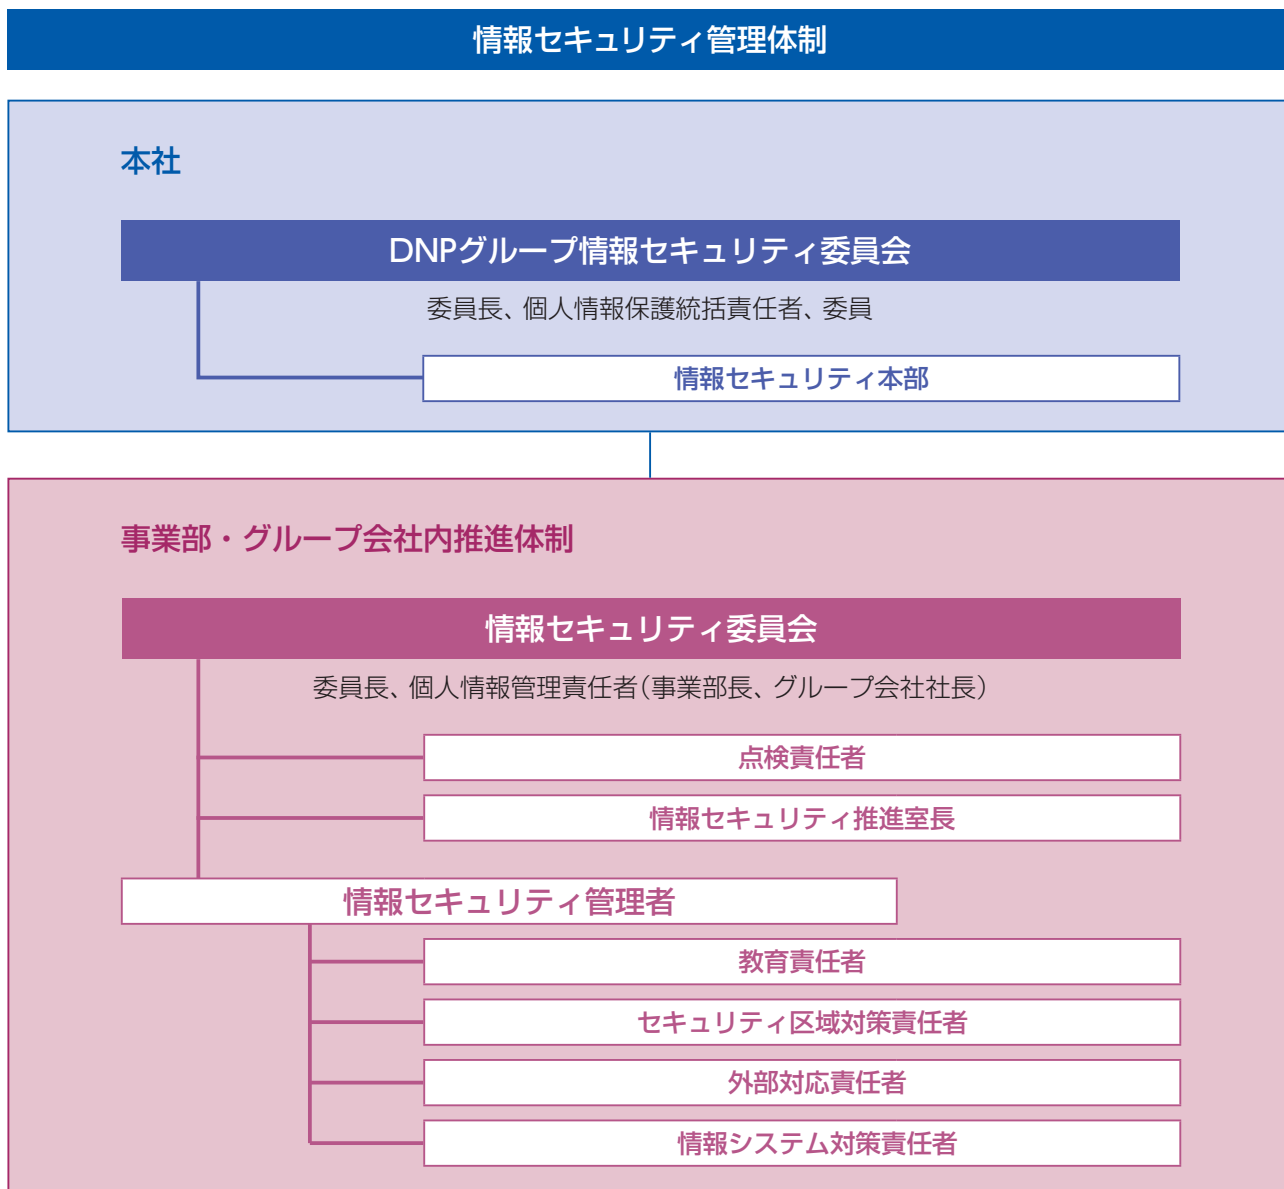 情報セキュリティ管理体制
本社
DNPグループ情報セキュリティ委員会
委員長、個人情報保護統括責任者、委員
情報セキュリティ本部
事業部・グループ会社内推進体制
情報セキュリティ委員会
委員長、個人情報管理責任者（事業部長、グループ会社社長）
点検責任者
情報セキュリティ推進室長
情報セキュリティ管理者
教育責任者
セキュリティ区域対策責任者
外部対応責任者
情報システム対策責任者